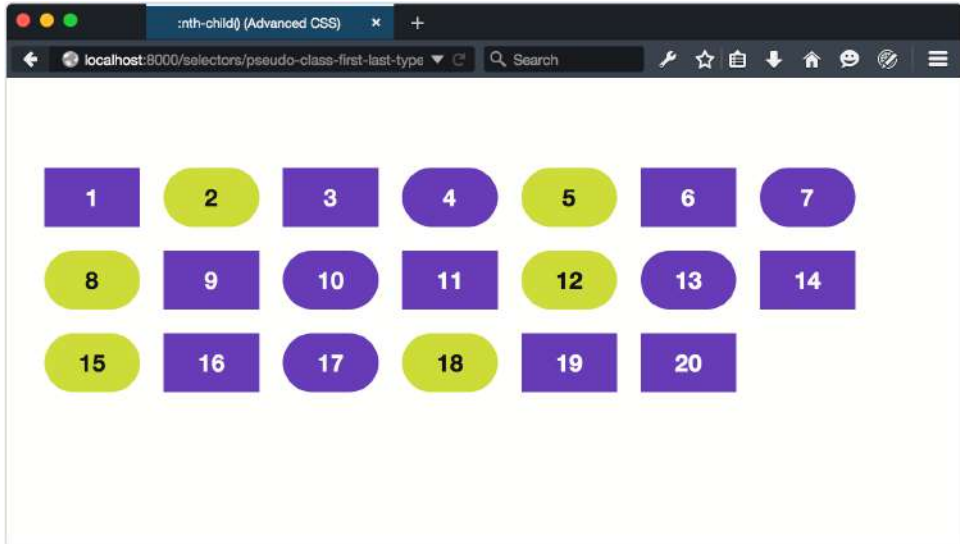 :nth-child() (Advanced CSS) × +
localhost:8000/selectors/pseudo-class-first-last-type Search
1 2 3 4 5 6 7
8 9 10 11 12 13 14
15 16 17 18 19 20